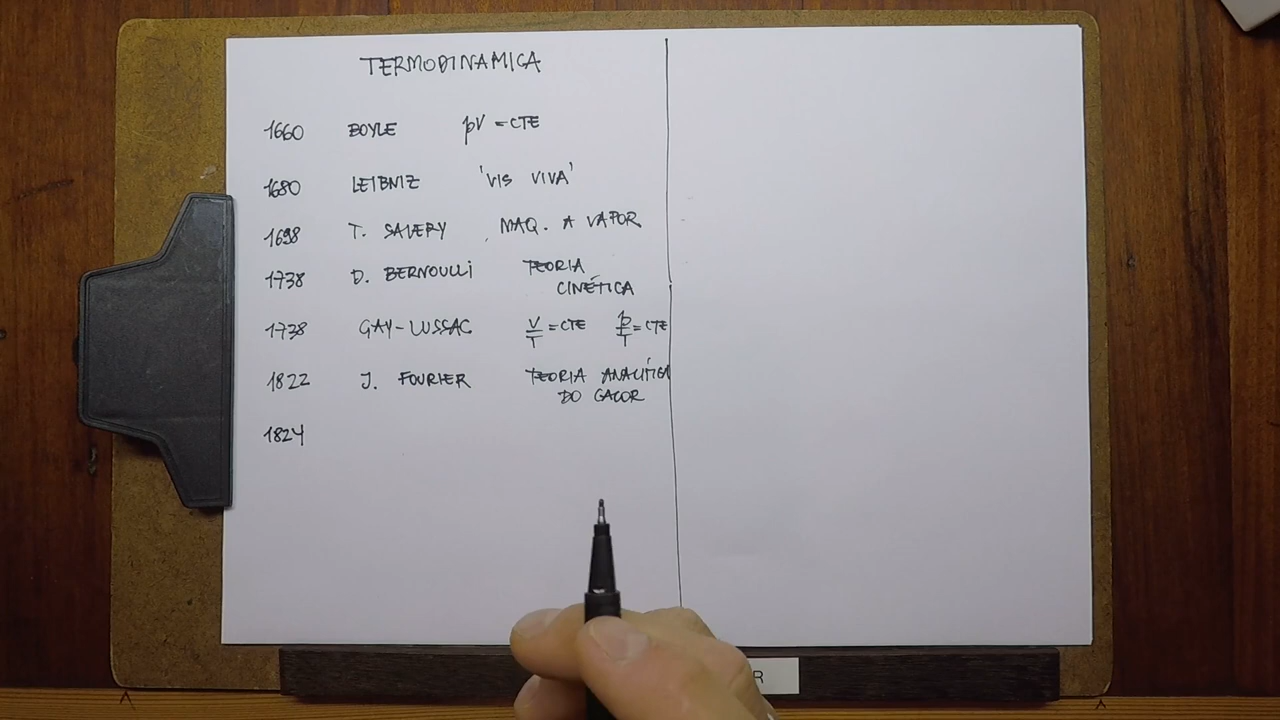 TERMODINAMICA
1660 BOYLE pV = CTE
1680 LEIBNIZ 'VIS VIVA'
1698 T. SAVERY MAQ. A VAPOR
1738 D. BERNOULLI TEORIA
CINÉTICA
1738 GAY-LUSSAC V/T = CTE p/T = CTE
1822 J. FOURIER TEORIA ANALÍTICA
DO CALOR
1824
R